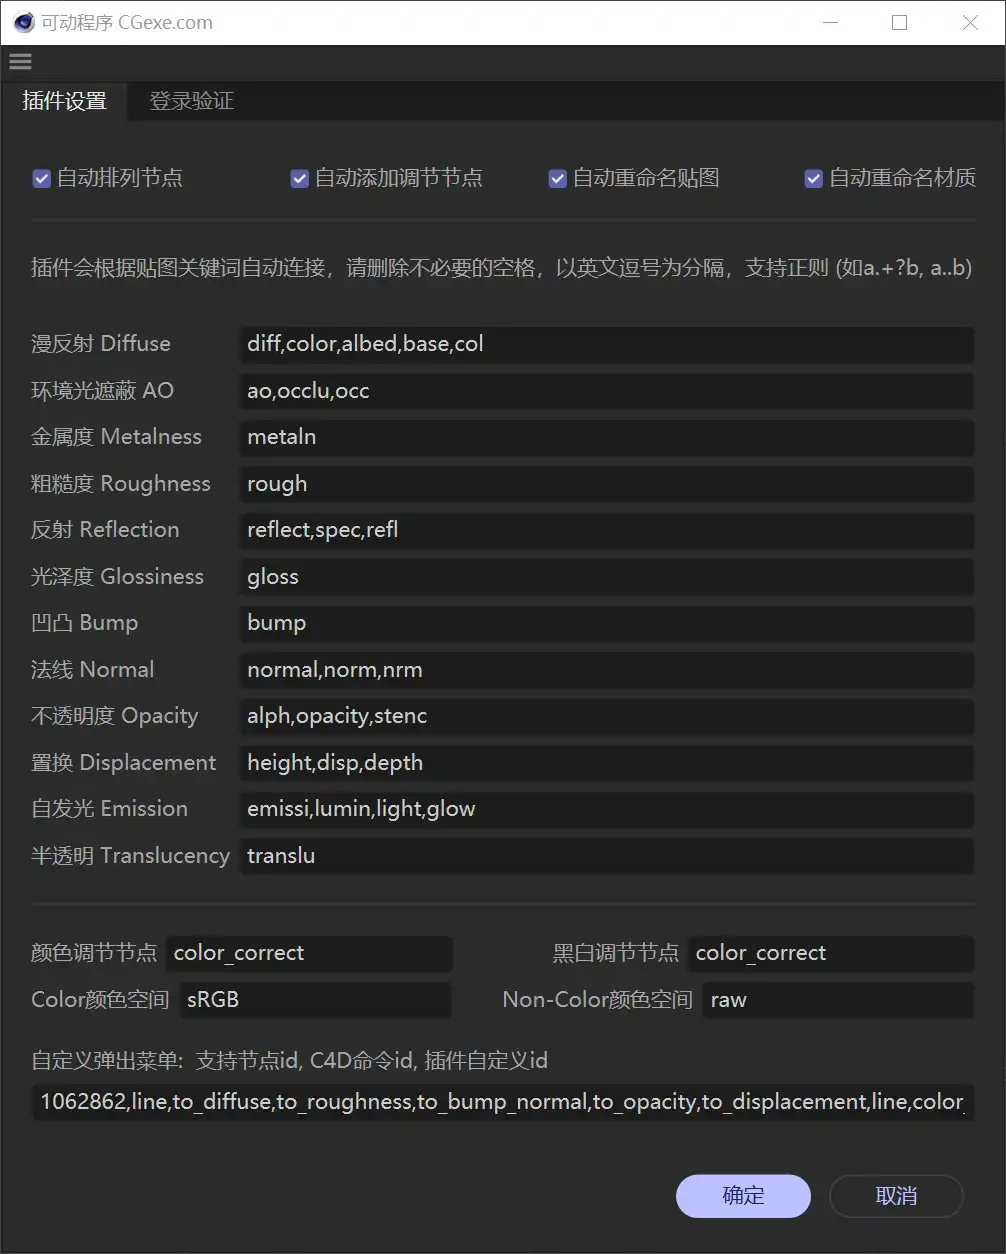 可动程序 CGexe.com
插件设置 登录验证
自动排列节点 自动添加调节节点 自动重命名贴图 自动重命名材质
插件会根据贴图关键词自动连接，请删除不必要的空格，以英文逗号为分隔，支持正则 (如a.+?b, a..b)
漫反射 Diffuse diff,color,albed,base,col
环境光遮蔽 AO ao,occlu,occ
金属度 Metalness metaln
粗糙度 Roughness rough
反射 Reflection reflect,spec,refl
光泽度 Glossiness gloss
凹凸 Bump bump
法线 Normal normal,norm,nrm
不透明度 Opacity alph,opacity,stenc
置换 Displacement height,disp,depth
自发光 Emission emissi,lumin,light,glow
半透明 Translucency translu
颜色调节节点 color_correct 黑白调节节点 color_correct
Color颜色空间 sRGB Non-Color颜色空间 raw
自定义弹出菜单: 支持节点id, C4D命令id, 插件自定义id
1062862,line,to_diffuse,to_roughness,to_bump_normal,to_opacity,to_displacement,line,color_
确定 取消